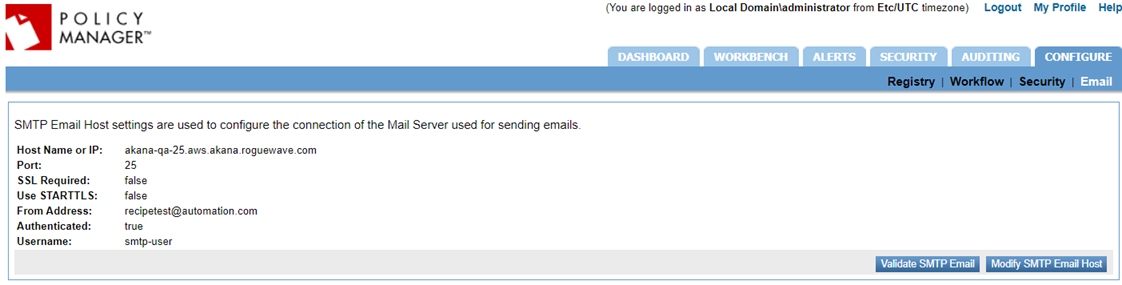 (You are logged in as Local Domain\administrator from Etc/UTC timezone) Logout My Profile Help
POLICY
MANAGER™
DASHBOARD WORKBENCH ALERTS SECURITY AUDITING CONFIGURE
Registry | Workflow | Security | Email
SMTP Email Host settings are used to configure the connection of the Mail Server used for sending emails.
Host Name or IP: akana-qa-25.aws.akana.roguewave.com
Port: 25
SSL Required: false
Use STARTTLS: false
From Address: recipetest@automation.com
Authenticated: true
Username: smtp-user
Validate SMTP Email Modify SMTP Email Host